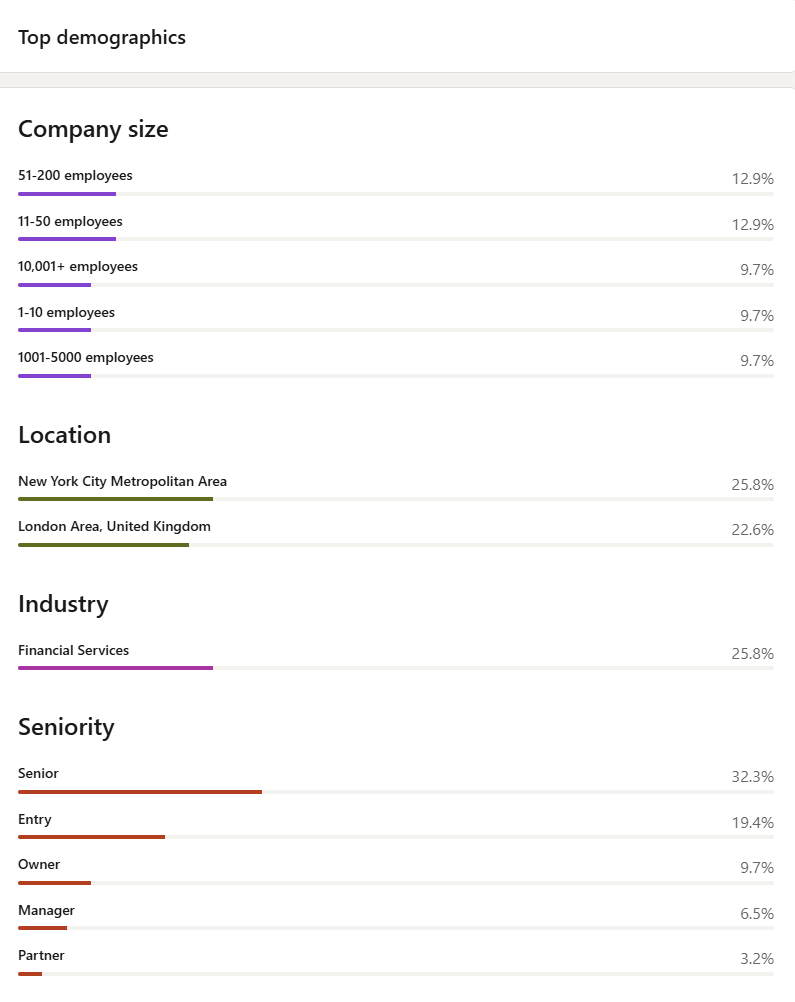 Top demographics
Company size
51-200 employees
12.9%
11-50 employees
12.9%
10,001+ employees
9.7%
1-10 employees
9.7%
1001-5000 employees
9.7%
Location
New York City Metropolitan Area
25.8%
London Area, United Kingdom
22.6%
Industry
Financial Services
25.8%
Seniority
Senior
32.3%
Entry
19.4%
Owner
9.7%
Manager
6.5%
Partner
3.2%